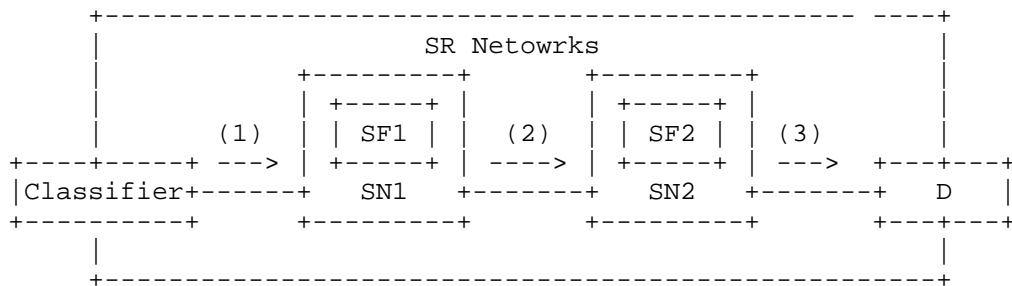 SR Netowrks
(1) SF1 (2) SF2 (3)
Classifier SN1 SN2 D